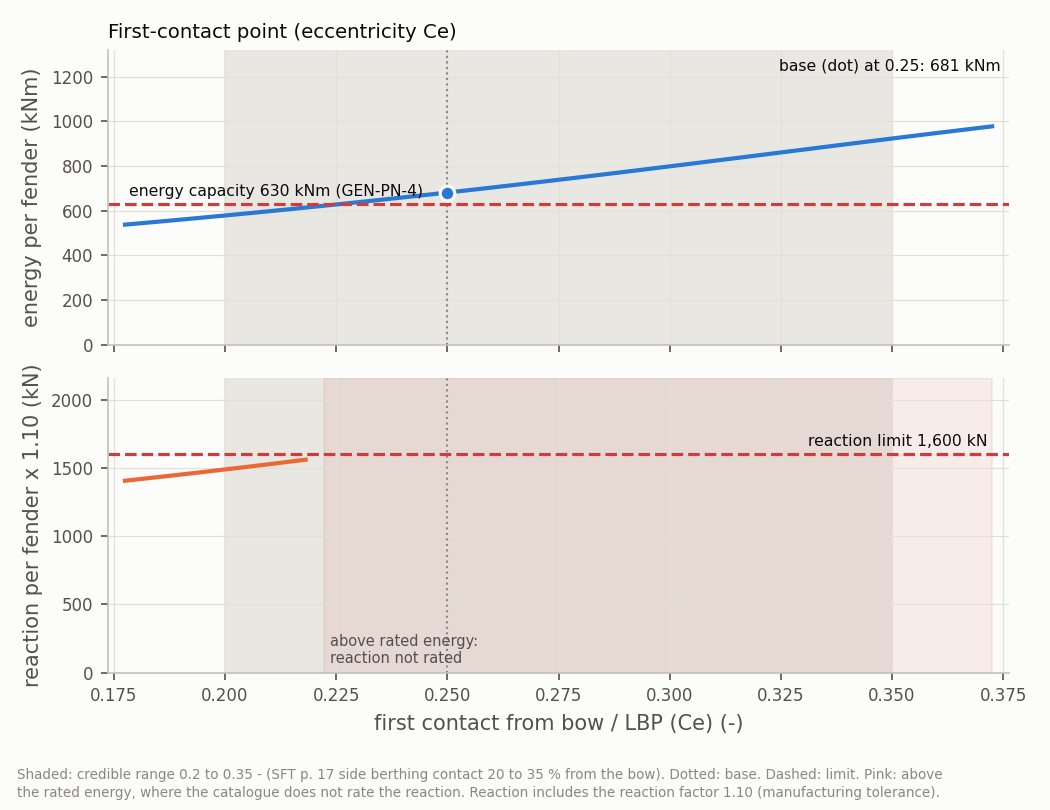 First-contact point (eccentricity Ce)
base (dot) at 0.25: 681 kNm
energy per fender (kNm)
1200
1000
800
600
400
200
0
energy capacity 630 kNm (GEN-PN-4)
reaction per fender x 1.10 (kN)
2000
1500
1000
500
0
reaction limit 1,600 kN
above rated energy:
reaction not rated
0.175 0.200 0.225 0.250 0.275 0.300 0.325 0.350 0.375
first contact from bow / LBP (Ce) (-)
Shaded: credible range 0.2 to 0.35 - (SFT p. 17 side berthing contact 20 to 35 % from the bow). Dotted: base. Dashed: limit. Pink: above
the rated energy, where the catalogue does not rate the reaction. Reaction includes the reaction factor 1.10 (manufacturing tolerance).